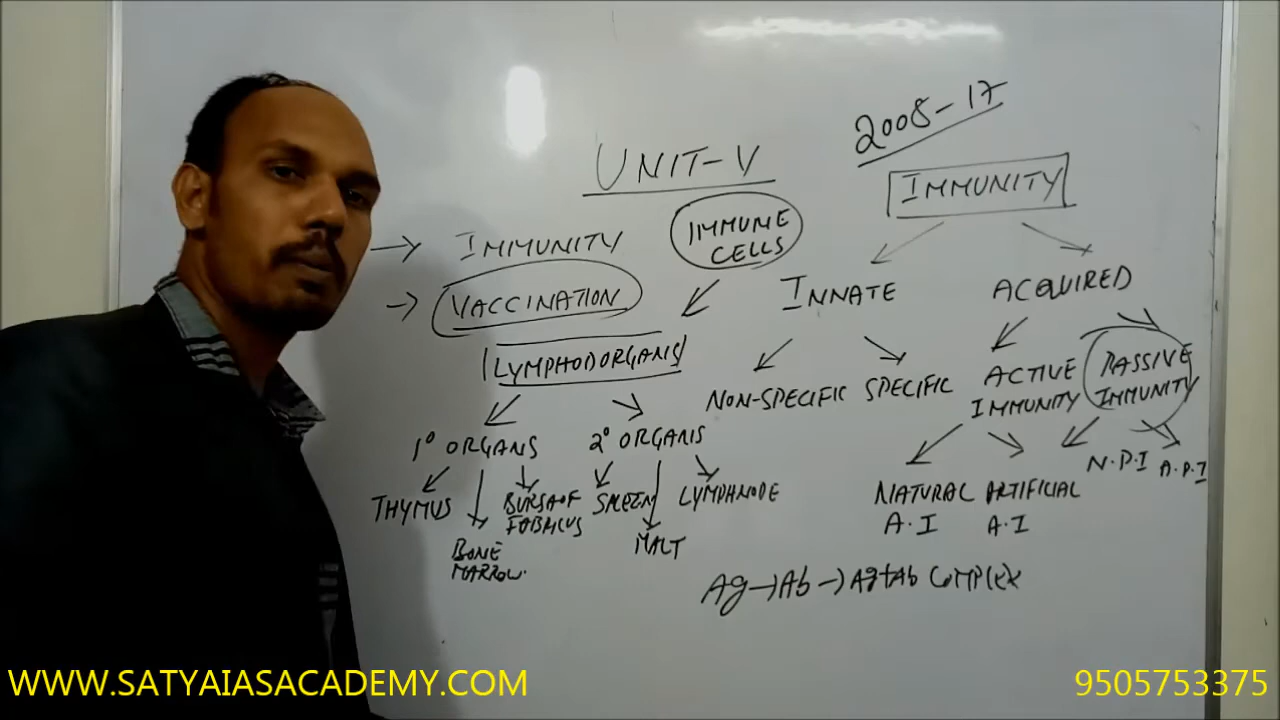 2008-17
UNIT-V
IMMUNITY
→ IMMUNITY
IMMUNE
CELLS
→ VACCINATION
INNATE
ACQUIRED
LYMPHOD ORGANS
NON-SPECIFIC
SPECIFIC
ACTIVE
IMMUNITY
PASSIVE
IMMUNITY
1° ORGANS
2° ORGANS
THYMUS
BONE
MARROW
BURSA OF
FABRICUS
SPLEEN
MALT
LYMPHNODE
NATURAL
A.I
ARTIFICIAL
A.I
N.P.I
A.P.I
Ag→Ab→Ag+Ab COMPLEX
WWW.SATYAIASACADEMY.COM
9505753375